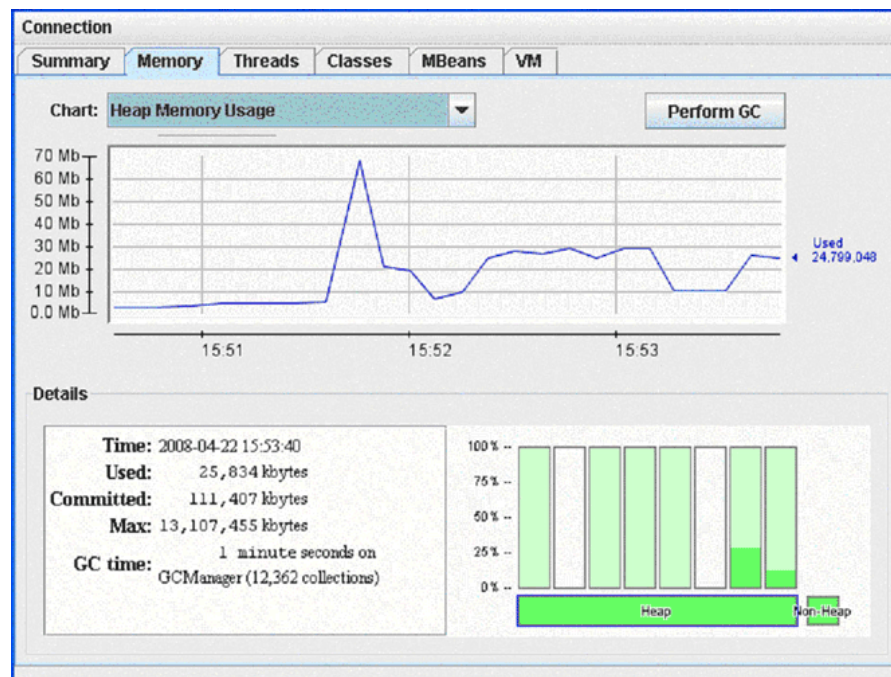 Connection
Summary Memory Threads Classes MBeans VM
Chart: Heap Memory Usage Perform GC
70 Mb
60 Mb
50 Mb
40 Mb
30 Mb
20 Mb
10 Mb
0.0 Mb
Used
24,799,048
15:51 15:52 15:53
Details
Time: 2008-04-22 15:53:40
Used: 25,834 kbytes
Committed: 111,407 kbytes
Max: 13,107,455 kbytes
GC time: 1 minute seconds on
GCManager (12,362 collections)
100 % --
75 % --
50 % --
25 % --
0 % --
Heap Non-Heap